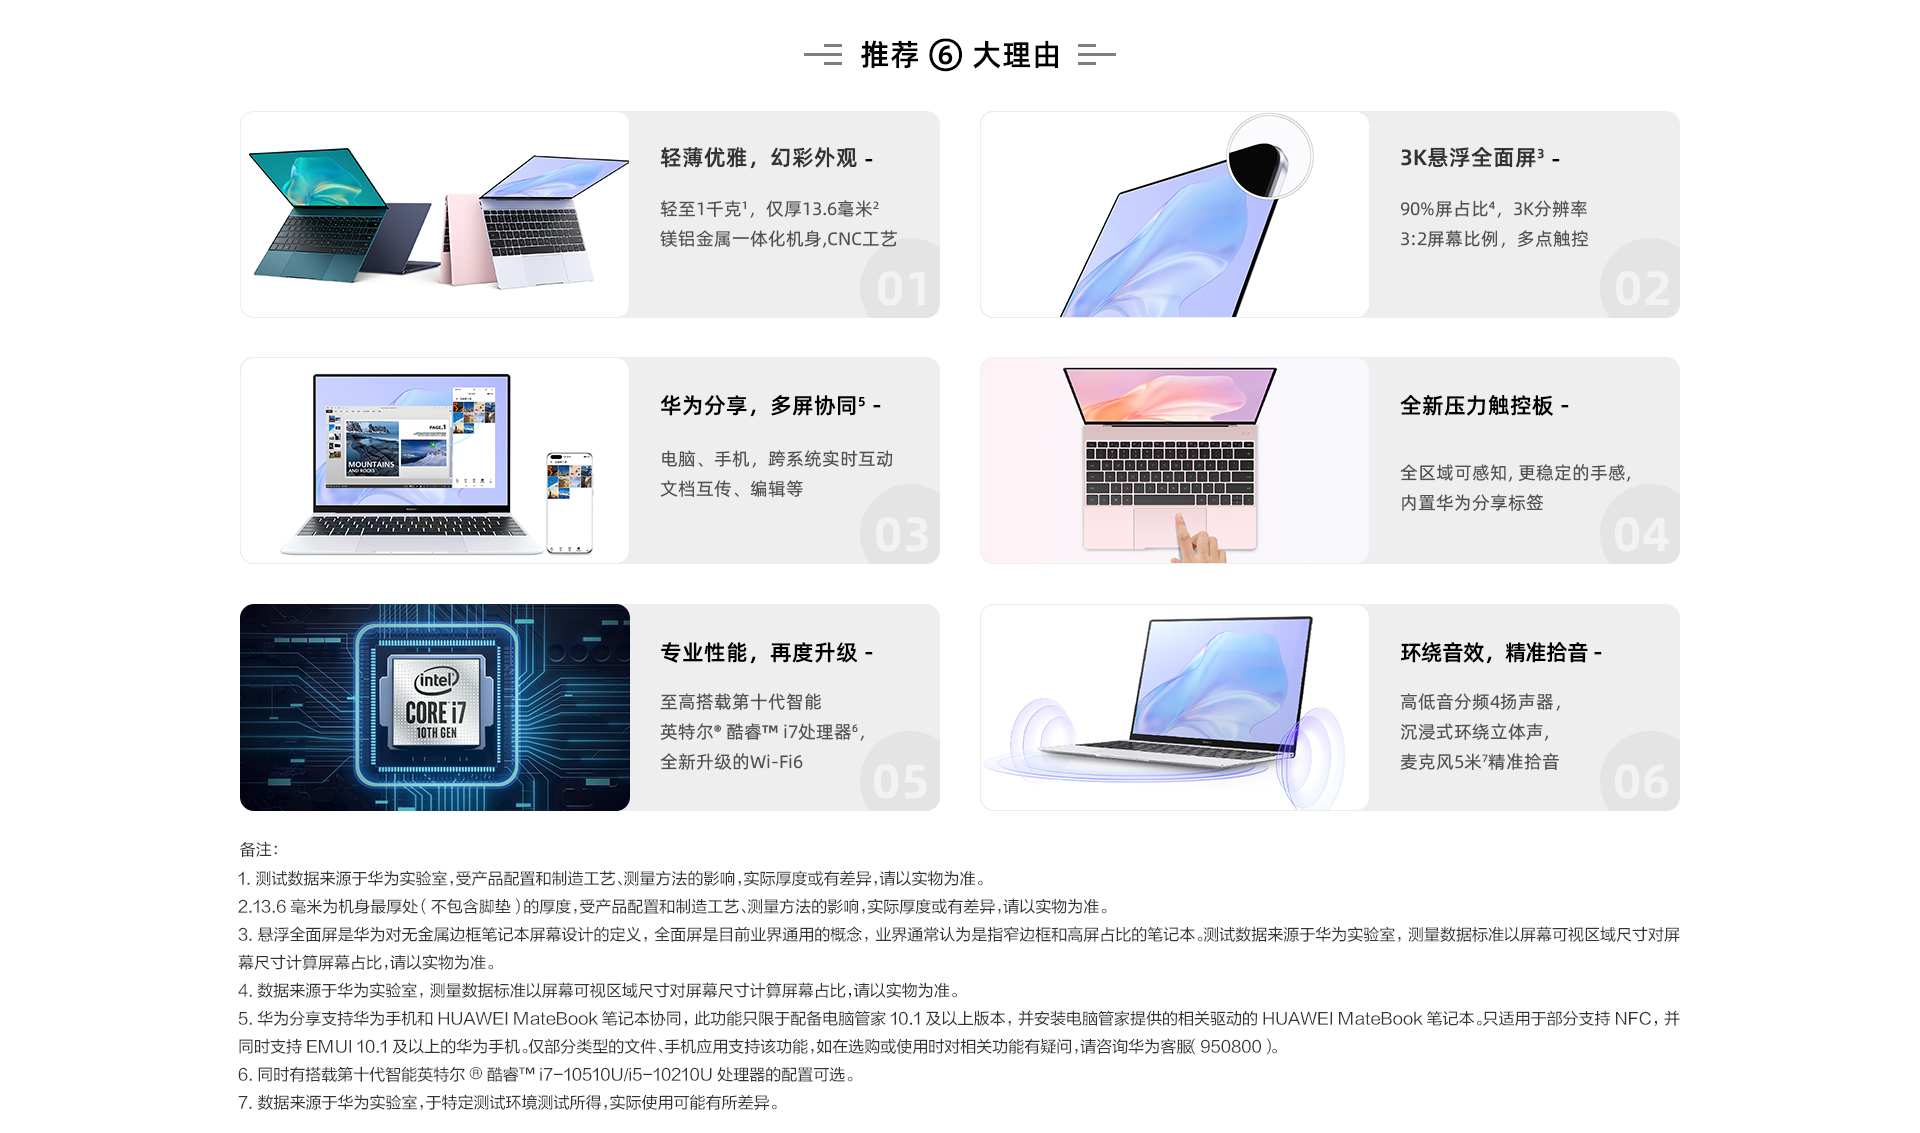 推荐 ⑥ 大理由
轻薄优雅，幻彩外观 -
轻至1千克¹，仅厚13.6毫米²
镁铝金属一体化机身,CNC工艺
01
3K悬浮全面屏³ -
90%屏占比⁴，3K分辨率
3:2屏幕比例，多点触控
02
PAGE.1
MOUNTAINS
AND ROCKS
华为分享，多屏协同⁵ -
电脑、手机，跨系统实时互动
文档互传、编辑等
03
全新压力触控板 -
全区域可感知, 更稳定的手感,
内置华为分享标签
04
intel
CORE i7
10TH GEN
专业性能，再度升级 -
至高搭载第十代智能
英特尔® 酷睿™ i7处理器⁶,
全新升级的Wi-Fi6
05
环绕音效，精准拾音 -
高低音分频4扬声器,
沉浸式环绕立体声,
麦克风5米⁷精准拾音
06
备注：
1. 测试数据来源于华为实验室,受产品配置和制造工艺、测量方法的影响,实际厚度或有差异,请以实物为准。
2.13.6 毫米为机身最厚处( 不包含脚垫 )的厚度,受产品配置和制造工艺、测量方法的影响,实际厚度或有差异,请以实物为准。
3. 悬浮全面屏是华为对无金属边框笔记本屏幕设计的定义, 全面屏是目前业界通用的概念, 业界通常认为是指窄边框和高屏占比的笔记本。测试数据来源于华为实验室, 测量数据标准以屏幕可视区域尺寸对屏
幕尺寸计算屏幕占比,请以实物为准。
4. 数据来源于华为实验室, 测量数据标准以屏幕可视区域尺寸对屏幕尺寸计算屏幕占比,请以实物为准。
5. 华为分享支持华为手机和 HUAWEI MateBook 笔记本协同, 此功能只限于配备电脑管家 10.1 及以上版本, 并安装电脑管家提供的相关驱动的 HUAWEI MateBook 笔记本。只适用于部分支持 NFC, 并
同时支持 EMUI 10.1 及以上的华为手机。仅部分类型的文件、手机应用支持该功能,如在选购或使用时对相关功能有疑问,请咨询华为客服( 950800 )。
6. 同时有搭载第十代智能英特尔 ® 酷睿™ i7-10510U/i5-10210U 处理器的配置可选。
7. 数据来源于华为实验室,于特定测试环境测试所得,实际使用可能有所差异。